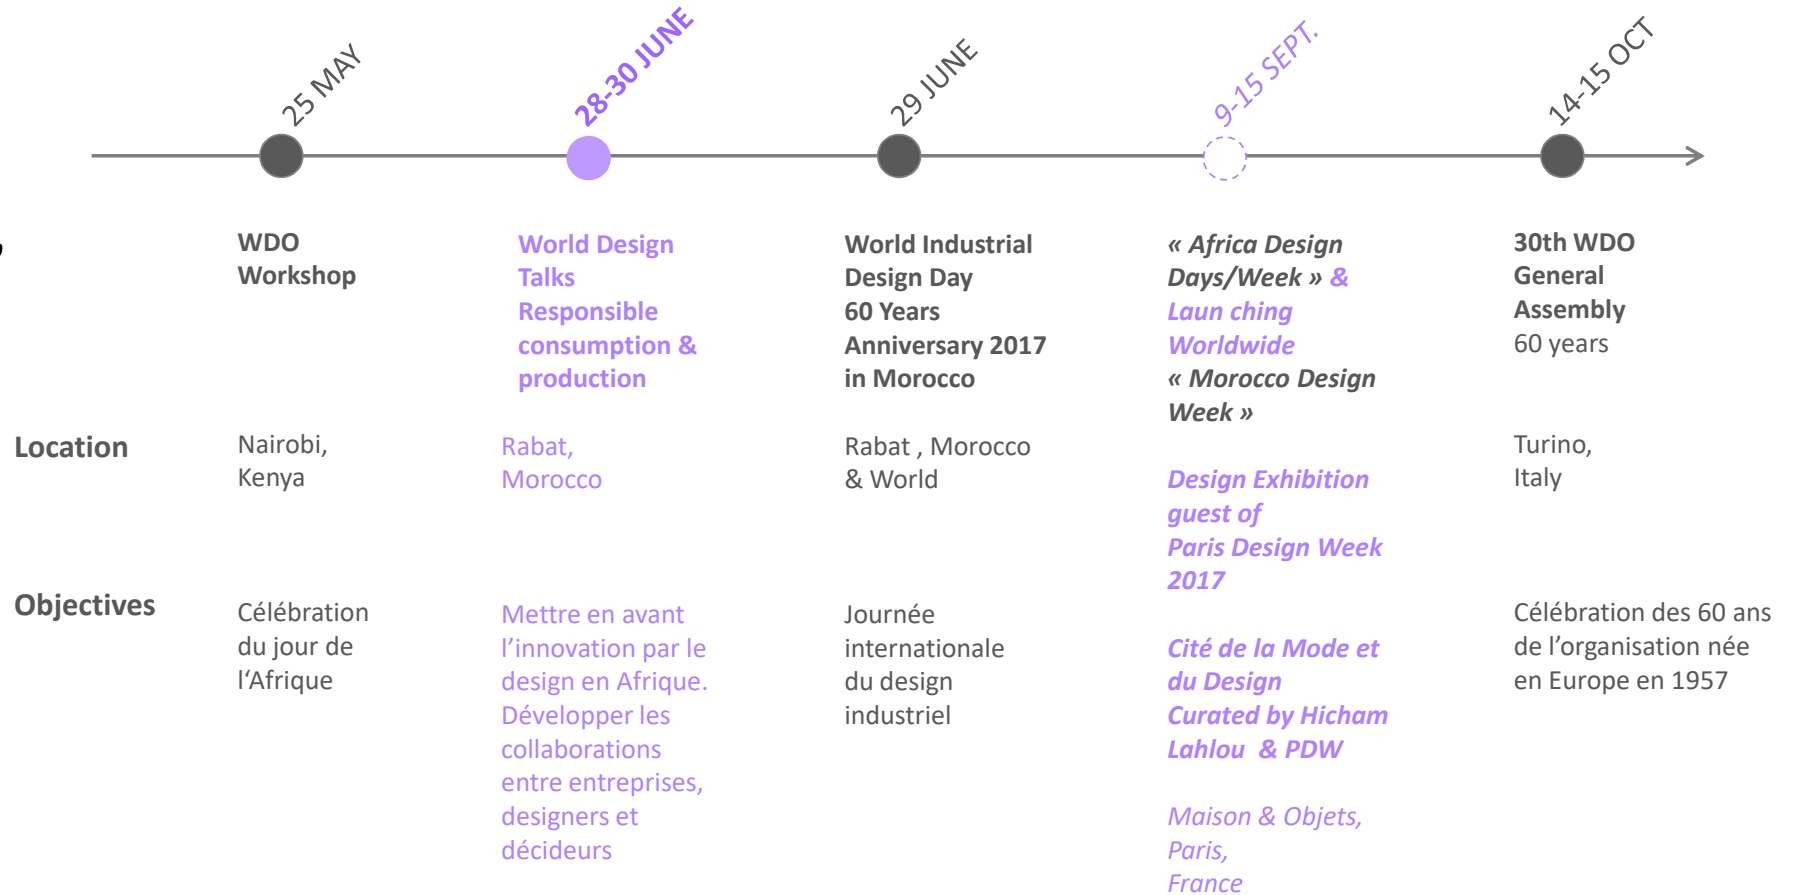 25 MAY
28-30 JUNE
29 JUNE
9-15 SEPT.
14-15 OCT
WDO
Workshop
World Design
Talks
Responsible
consumption &
production
World Industrial
Design Day
60 Years
Anniversary 2017
in Morocco
« Africa Design
Days/Week » &
Laun ching
Worldwide
« Morocco Design
Week »
30th WDO
General
Assembly
60 years
Location
Nairobi,
Kenya
Rabat,
Morocco
Rabat , Morocco
& World
Design Exhibition
guest of
Paris Design Week
2017
Turino,
Italy
Objectives
Célébration
du jour de
l‘Afrique
Mettre en avant
l’innovation par le
design en Afrique.
Développer les
collaborations
entre entreprises,
designers et
décideurs
Journée
internationale
du design
industriel
Cité de la Mode et
du Design
Curated by Hicham
Lahlou  & PDW
Maison & Objets,
Paris,
France
Célébration des 60 ans
de l’organisation née
en Europe en 1957